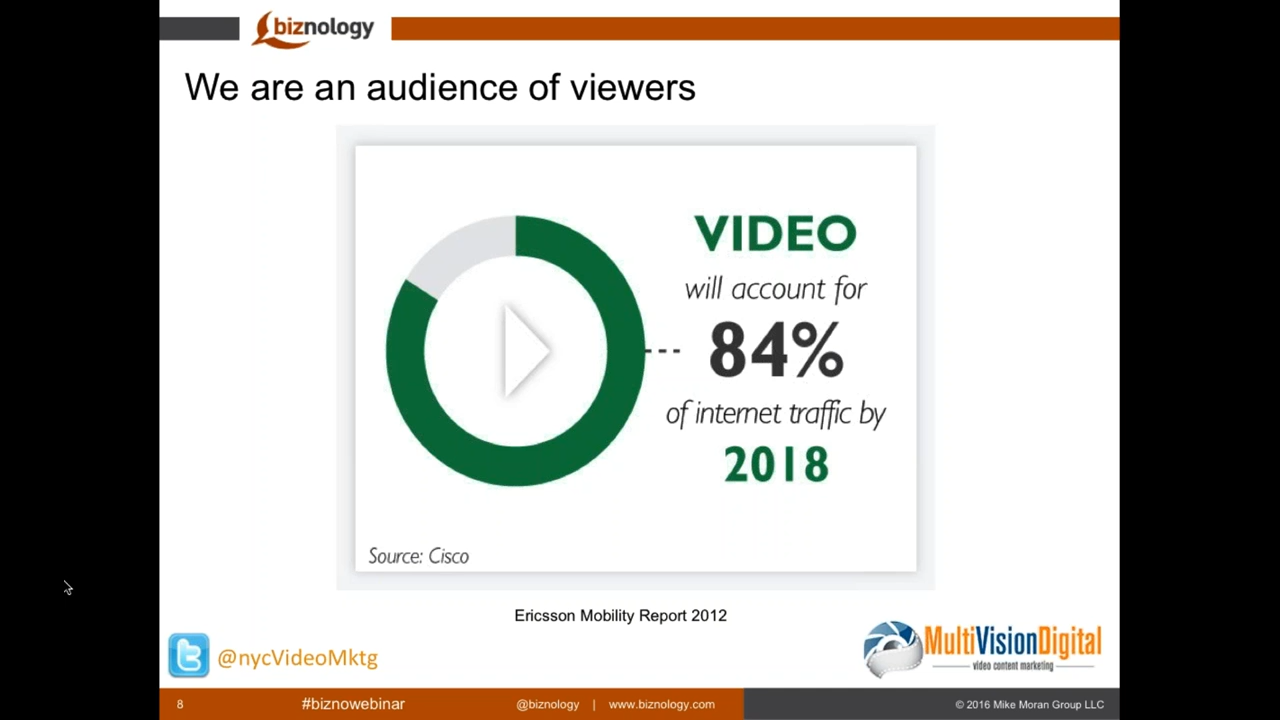 biznology
We are an audience of viewers
VIDEO
will account for
84%
of internet traffic by
2018
Source: Cisco
Ericsson Mobility Report 2012
@nycVideoMktg
MultiVisionDigital
video content marketing
8
#biznowebinar
@biznology | www.biznology.com
© 2016 Mike Moran Group LLC